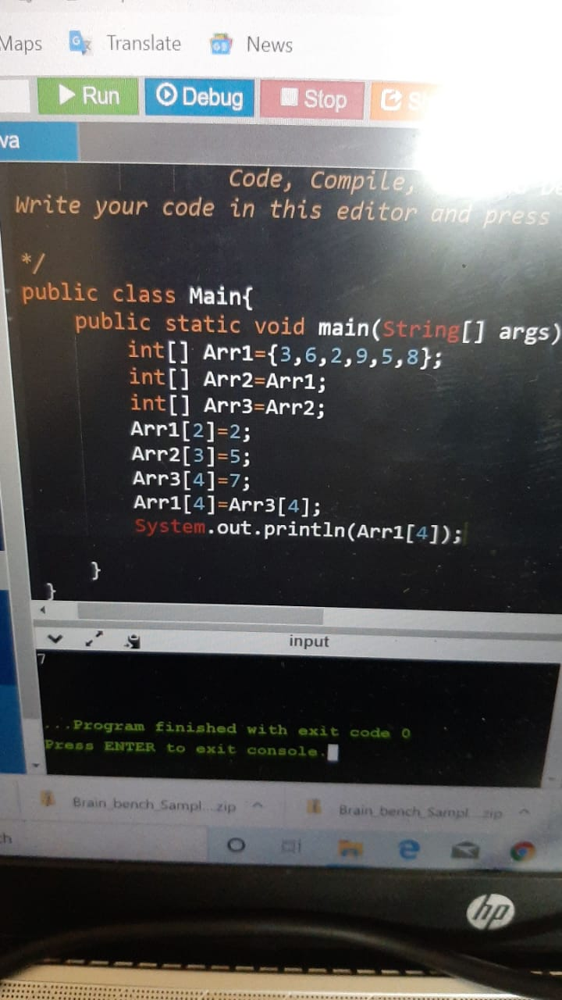 Maps Translate News
Run Debug Stop
va
Code, Compile,
Write your code in this editor and press
*/
public class Main{
public static void main(String[] args)
int[] Arr1={3,6,2,9,5,8};
int[] Arr2=Arr1;
int[] Arr3=Arr2;
Arr1[2]=2;
Arr2[3]=5;
Arr3[4]=7;
Arr1[4]=Arr3[4];
System.out.println(Arr1[4]);
}
}
input
7
...Program finished with exit code 0
Press ENTER to exit console.
Brain_bench_Sampl...zip Brain_bench_Sampl...zip
ch
hp